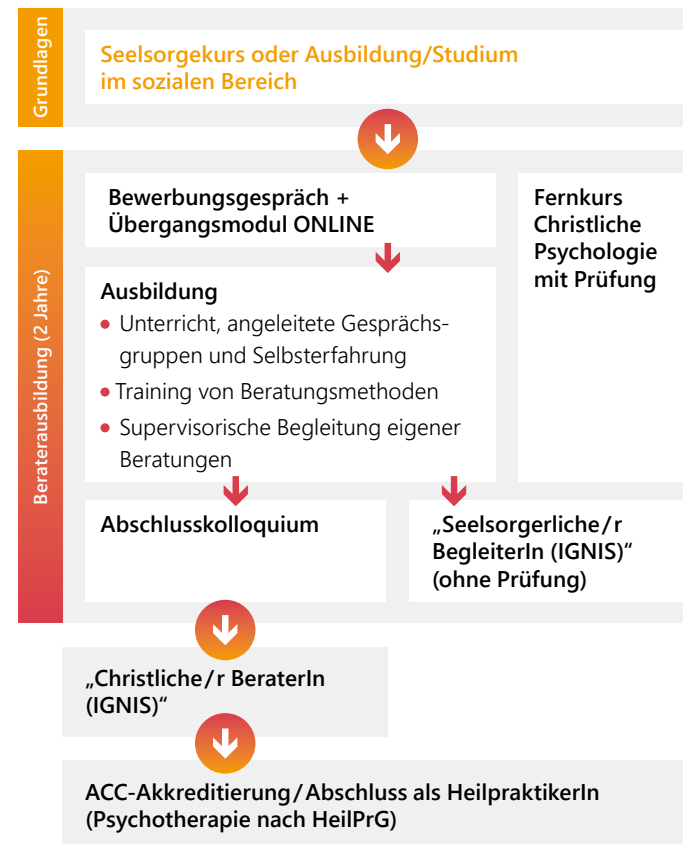 Grundlagen
Seelsorgekurs oder Ausbildung/Studium
im sozialen Bereich
Beraterausbildung (2 Jahre)
Bewerbungsgespräch +
Übergangsmodul ONLINE
Fernkurs
Christliche
Psychologie
mit Prüfung
Ausbildung
• Unterricht, angeleitete Gesprächs-
gruppen und Selbsterfahrung
• Training von Beratungsmethoden
• Supervisorische Begleitung eigener
Beratungen
Abschlusskolloquium
„Seelsorgerliche/r
BegleiterIn (IGNIS)“
(ohne Prüfung)
„Christliche/r BeraterIn
(IGNIS)“
ACC-Akkreditierung/Abschluss als HeilpraktikerIn
(Psychotherapie nach HeilPrG)